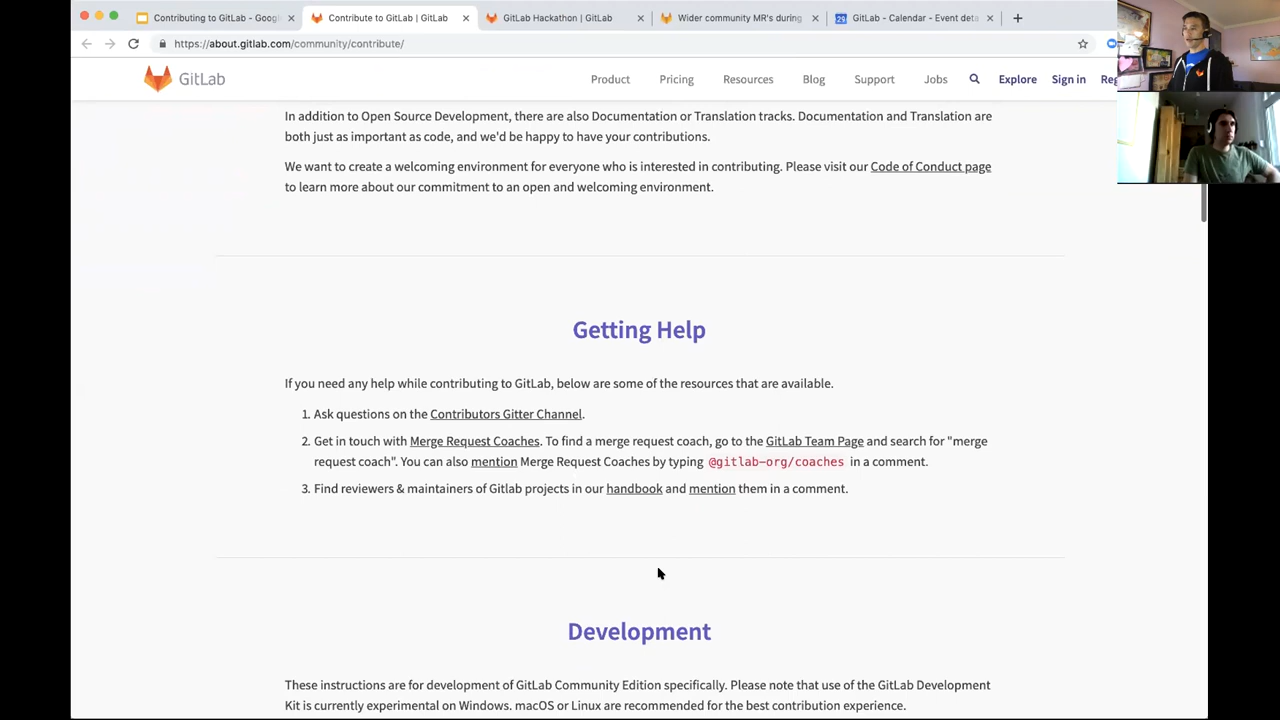 Contributing to GitLab - Googl
Contribute to GitLab | GitLab
GitLab Hackathon | GitLab
Wider community MR's during
29
GitLab - Calendar - Event deta
https://about.gitlab.com/community/contribute/
GitLab
Product
Pricing
Resources
Blog
Support
Jobs
Explore
Sign in
Reg
In addition to Open Source Development, there are also Documentation or Translation tracks. Documentation and Translation are
both just as important as code, and we'd be happy to have your contributions.
We want to create a welcoming environment for everyone who is interested in contributing. Please visit our Code of Conduct page
to learn more about our commitment to an open and welcoming environment.
Getting Help
If you need any help while contributing to GitLab, below are some of the resources that are available.
1. Ask questions on the Contributors Gitter Channel.
2. Get in touch with Merge Request Coaches. To find a merge request coach, go to the GitLab Team Page and search for "merge
request coach". You can also mention Merge Request Coaches by typing @gitlab-org/coaches in a comment.
3. Find reviewers & maintainers of Gitlab projects in our handbook and mention them in a comment.
Development
These instructions are for development of GitLab Community Edition specifically. Please note that use of the GitLab Development
Kit is currently experimental on Windows. macOS or Linux are recommended for the best contribution experience.